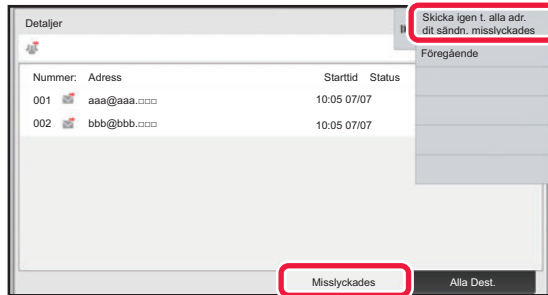 Detaljer
Skicka igen t. alla adr.
dit sändn. misslyckades
Föregående
Nummer: Adress Starttid Status
001 aaa@aaa.□□□ 10:05 07/07
002 bbb@bbb.□□□ 10:05 07/07
Misslyckades Alla Dest.